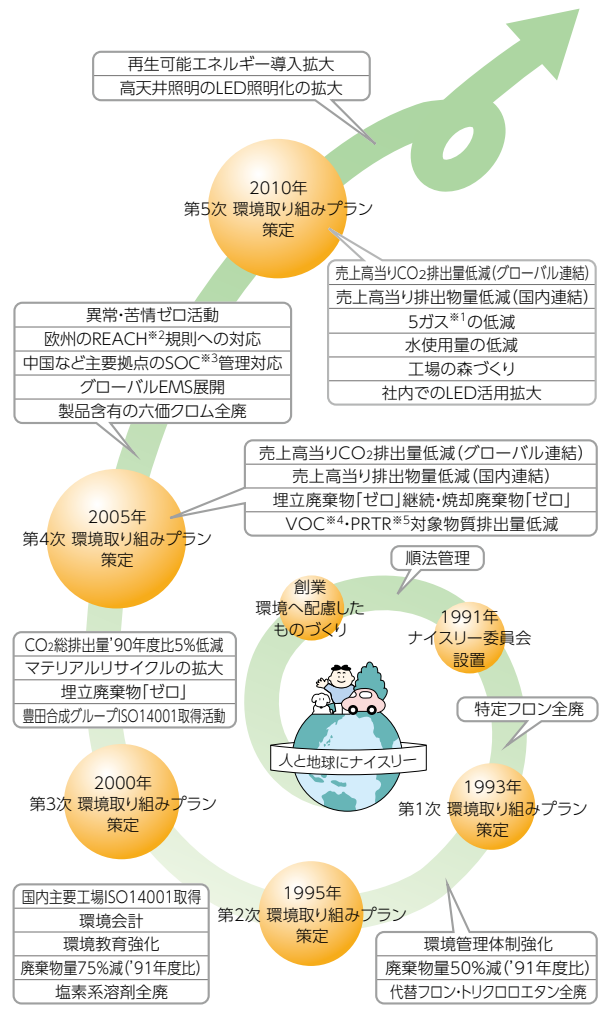 再生可能エネルギー導入拡大
高天井照明のLED照明化の拡大
2010年
第5次 環境取り組みプラン
策定
売上高当りCO2排出量低減(グローバル連結)
売上高当り排出物量低減(国内連結)
5ガス※1の低減
水使用量の低減
工場の森づくり
社内でのLED活用拡大
異常・苦情ゼロ活動
欧州のREACH※2規則への対応
中国など主要拠点のSOC※3管理対応
グローバルEMS展開
製品含有の六価クロム全廃
売上高当りCO2排出量低減(グローバル連結)
売上高当り排出物量低減(国内連結)
埋立廃棄物「ゼロ」継続・焼却廃棄物「ゼロ」
VOC※4・PRTR※5対象物質排出量低減
2005年
第4次 環境取り組みプラン
策定
順法管理
創業
環境へ配慮した
ものづくり
1991年
ナイスリー委員会
設置
CO2総排出量'90年度比5%低減
マテリアルリサイクルの拡大
埋立廃棄物「ゼロ」
豊田合成グループISO14001取得活動
特定フロン全廃
人と地球にナイスリー
2000年
第3次 環境取り組みプラン
策定
1993年
第1次 環境取り組みプラン
策定
国内主要工場ISO14001取得
環境会計
環境教育強化
廃棄物量75%減('91年度比)
塩素系溶剤全廃
1995年
第2次 環境取り組みプラン
策定
環境管理体制強化
廃棄物量50%減('91年度比)
代替フロン・トリクロロエタン全廃